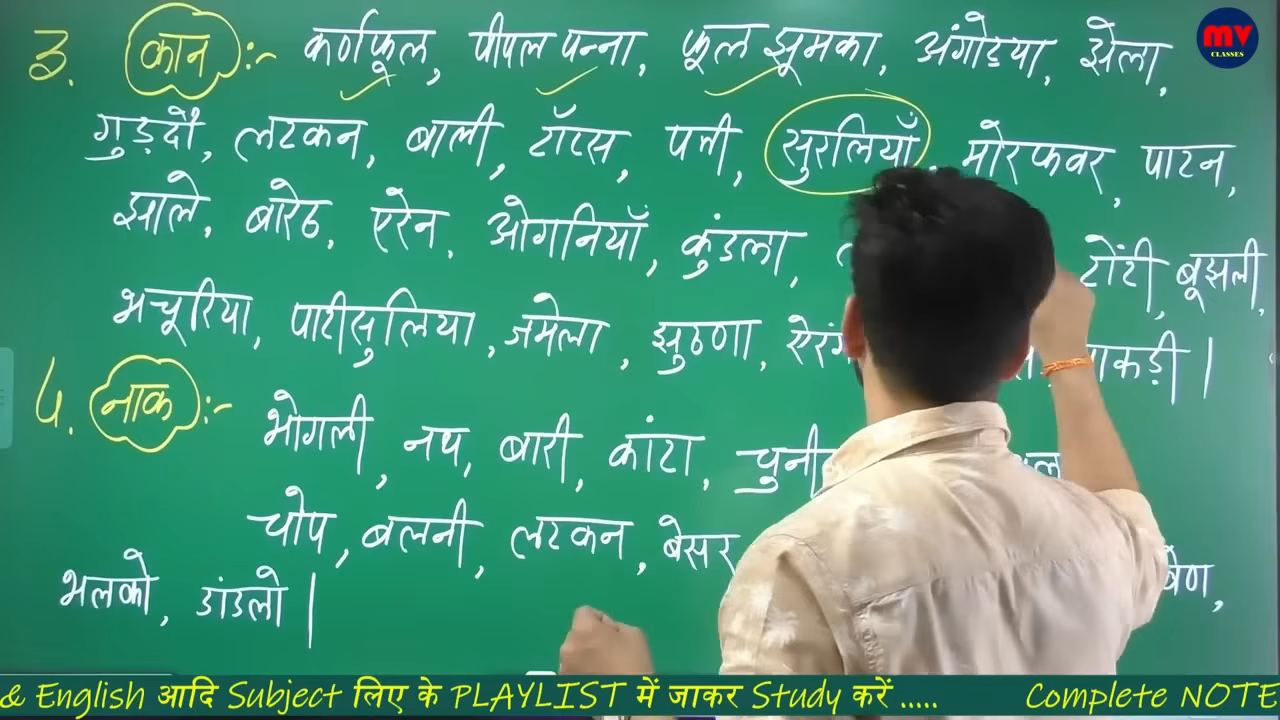 MV
CLASSES
3. कान :- कर्णफूल, पीपल पन्ना, फूल झूमका, अंगोट्या, झेला,
गुड़दौ, लटकन, बाली, टॉप्स, पत्ती, सुरलियाँ, मोरफवर, पाटन,
झाले, बारेठ, एरेन, ओगनियाँ, कुंडला, टोंटी, बूझली,
भचूरिया, पाटीसुलिया, जमेला, झुठणा,
4. नाक :- भोगली, नथ, बारी, कांटा,
चोप, बलनी, लटकन, बेसर
भलको, डांडलो |
& English आदि Subject लिए के PLAYLIST में जाकर Study करें ..... Complete NOTE